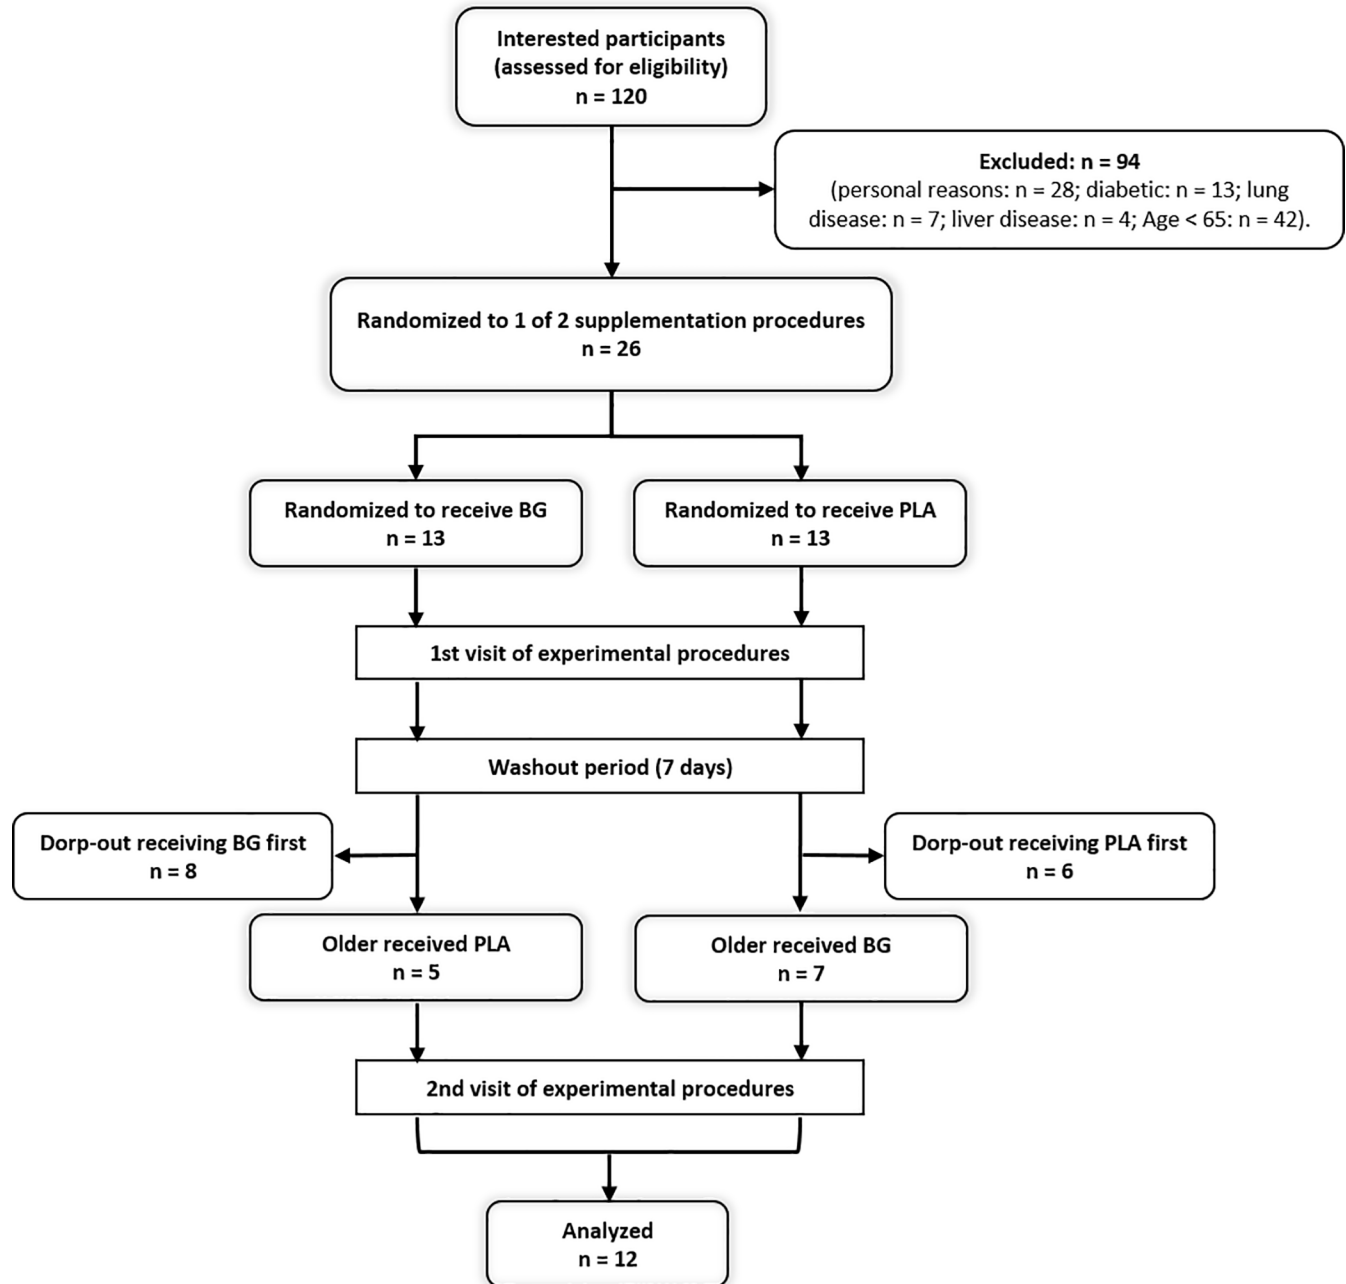 Interested participants
(assessed for eligibility)
n = 120
Excluded: n = 94
(personal reasons: n = 28; diabetic: n = 13; lung
disease: n = 7; liver disease: n = 4; Age < 65: n = 42).
Randomized to 1 of 2 supplementation procedures
n = 26
Randomized to receive BG
n = 13
Randomized to receive PLA
n = 13
1st visit of experimental procedures
Washout period (7 days)
Dorp-out receiving BG first
n = 8
Dorp-out receiving PLA first
n = 6
Older received PLA
n = 5
Older received BG
n = 7
2nd visit of experimental procedures
Analyzed
n = 12